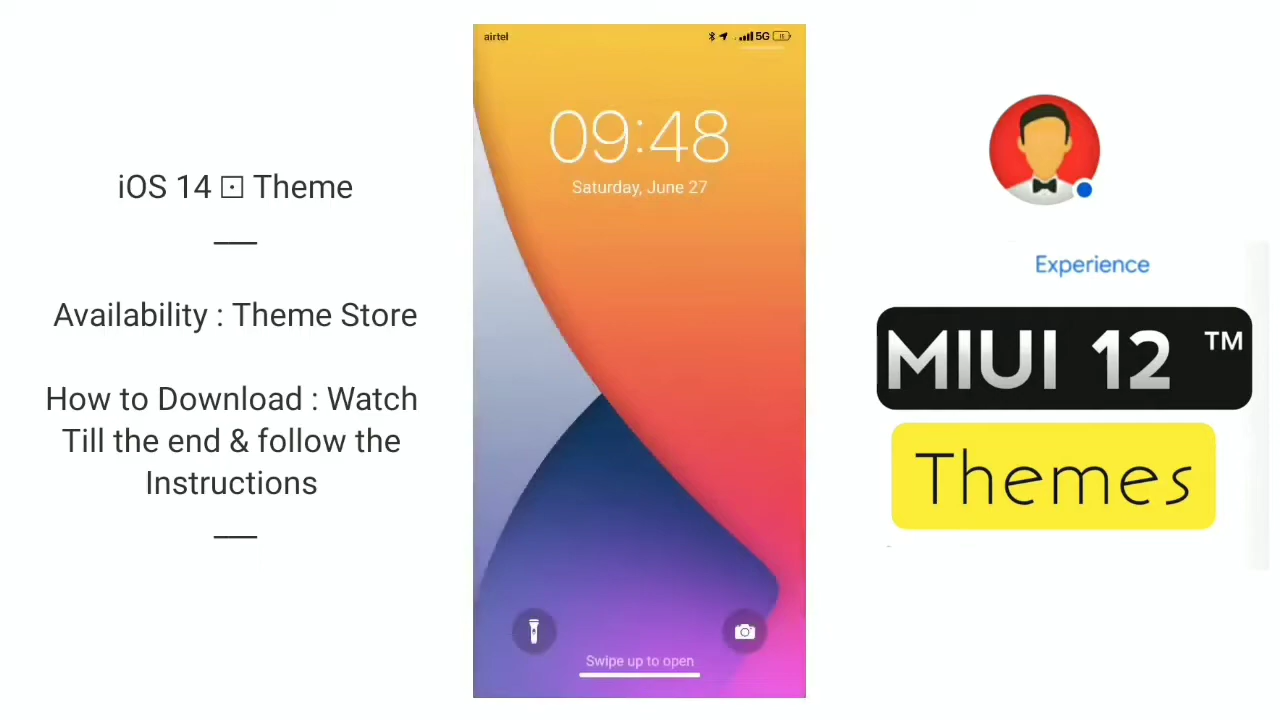 iOS 14 ⊡ Theme
Availability : Theme Store
How to Download : Watch
Till the end & follow the
Instructions
airtel
5G
09:48
Saturday, June 27
Swipe up to open
Experience
MIUI 12 ™
Themes